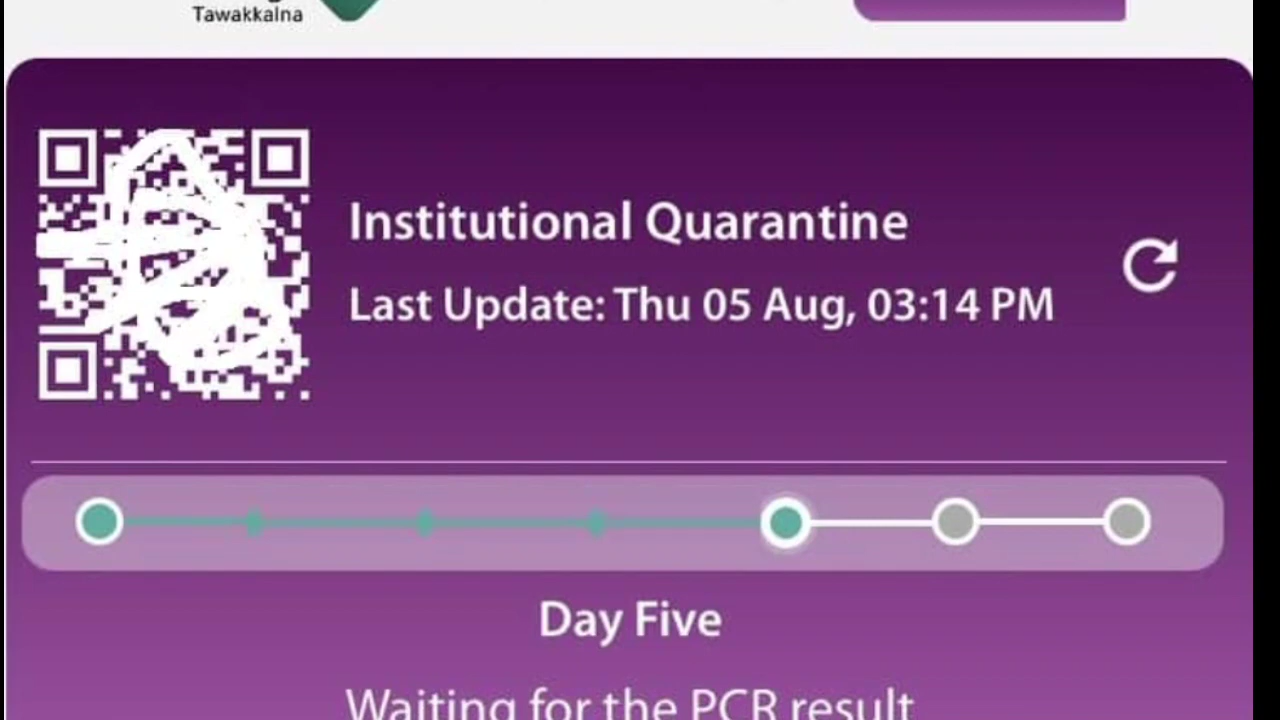 Tawakkalna
Institutional Quarantine
Last Update: Thu 05 Aug, 03:14 PM
Day Five
Waiting for the PCR result